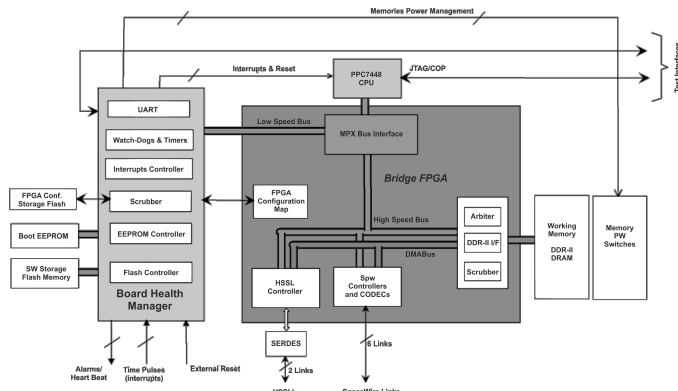 Memories Power Management
Interrupts & Reset
PPC7448
CPU
JTAG/COP
Test Interfaces
UART
Low Speed Bus
MPX Bus Interface
Watch-Dogs & Timers
Interrupts Controller
Bridge FPGA
FPGA Conf.
Storage Flash
Scrubber
FPGA
Configuration
Map
High Speed Bus
Arbiter
Boot EEPROM
EEPROM Controller
DDR-II I/F
Working
Memory
DDR-II
DRAM
Memory
PW
Switches
DMABus
SW Storage
Flash Memory
Flash Controller
HSSL
Controller
Spw
Controllers
and CODECs
Scrubber
Board Health
Manager
SERDES
6 Links
Alarms/
Heart Beat
Time Pulses
(interrupts)
External Reset
2 Links
SpaceWire Links